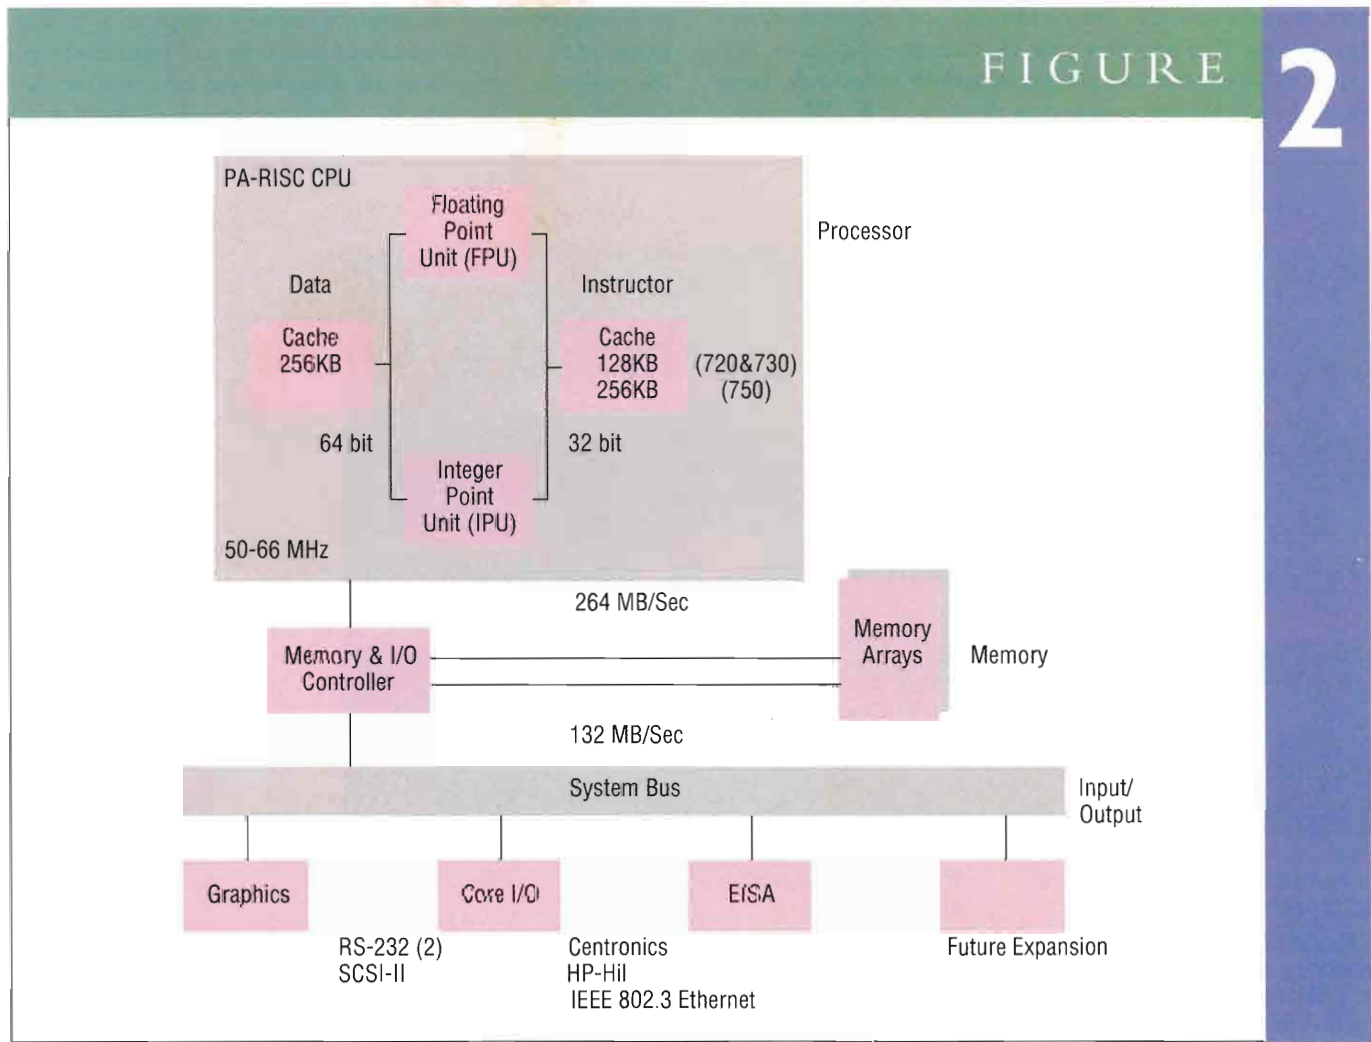 FIGURE 2
PA-RISC CPU
Floating
Point
Unit (FPU)
Processor
Data
Instructor
Cache
256KB
Cache
128KB
256KB
(720&730)
(750)
64 bit
32 bit
Integer
Point
Unit (IPU)
50-66 MHz
264 MB/Sec
Memory & I/O
Controller
Memory
Arrays
Memory
132 MB/Sec
System Bus
Input/
Output
Graphics
Core I/O
EISA
RS-232 (2)
SCSI-II
Centronics
HP-Hil
IEEE 802.3 Ethernet
Future Expansion